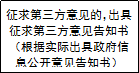 征求第三方意见的,出具
征求第三方意见告知书
（根据实际出具政府信
息公开意见告知书）